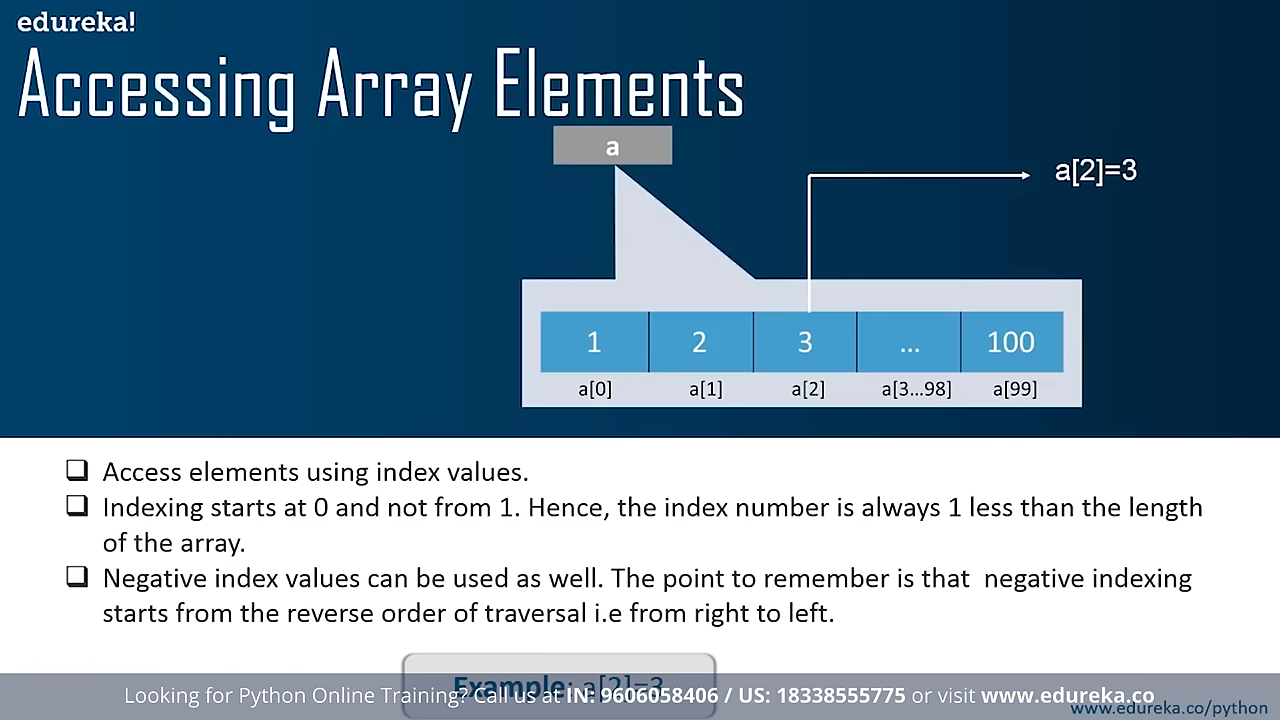 edureka!
Accessing Array Elements
a
a[2]=3
1 2 3 ... 100
a[0] a[1] a[2] a[3...98] a[99]
❑ Access elements using index values.
❑ Indexing starts at 0 and not from 1. Hence, the index number is always 1 less than the length
of the array.
❑ Negative index values can be used as well. The point to remember is that  negative indexing
starts from the reverse order of traversal i.e from right to left.
Example: a[2]=3
Looking for Python Online Training? Call us at IN: 9606058406 / US: 18338555775 or visit www.edureka.co
www.edureka.co/python